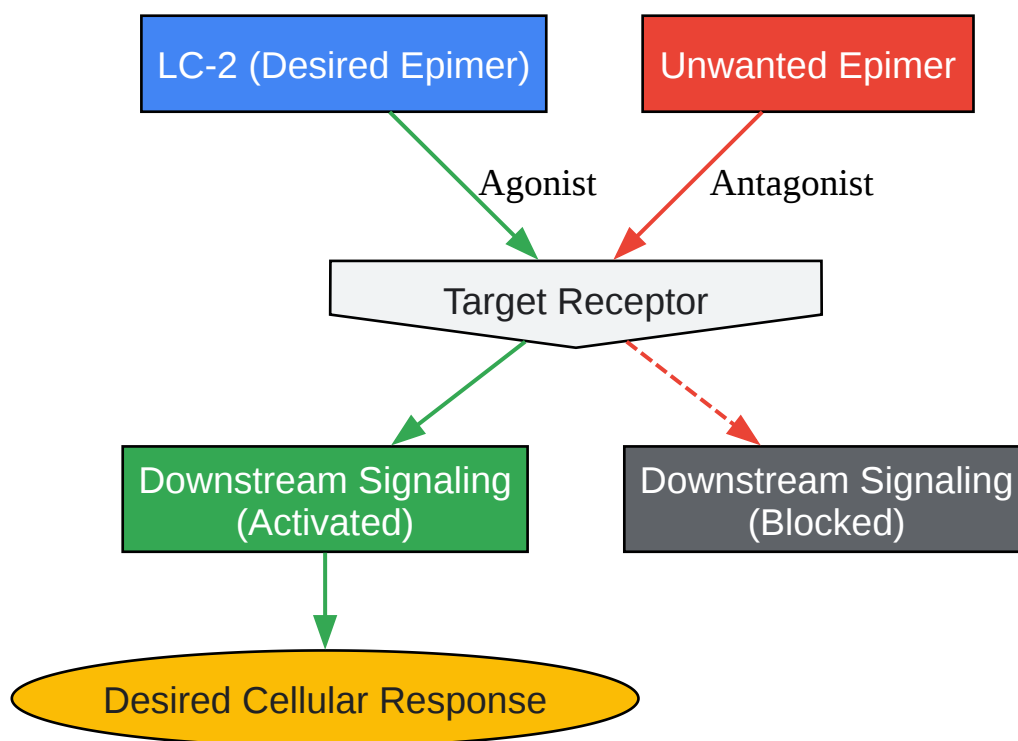 LC-2 (Desired Epimer)
Unwanted Epimer
Agonist
Antagonist
Target Receptor
Downstream Signaling
(Activated)
Downstream Signaling
(Blocked)
Desired Cellular Response